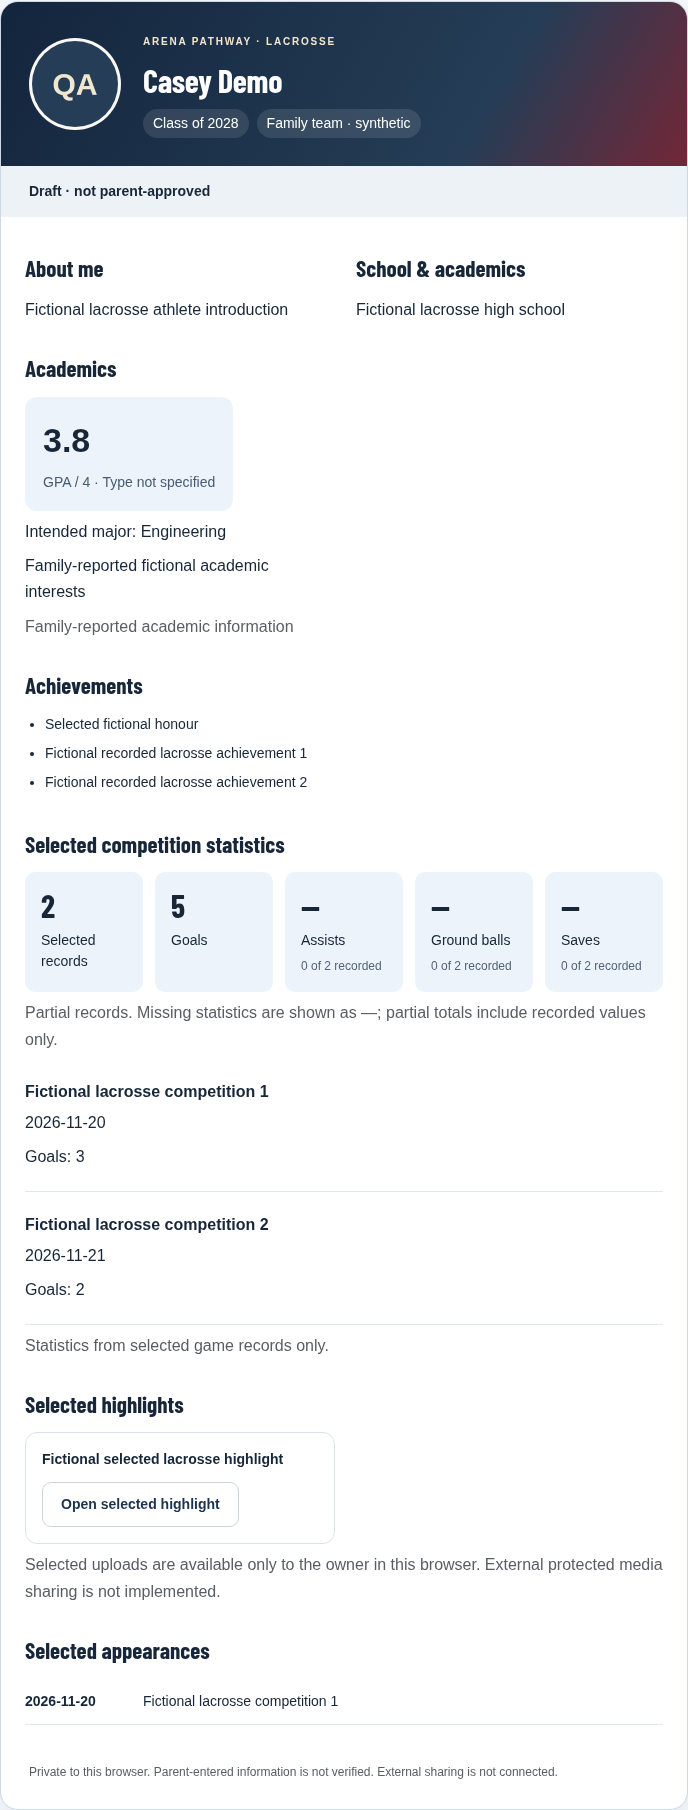 QA
ARENA PATHWAY · LACROSSE
Casey Demo
Class of 2028
Family team · synthetic
Draft · not parent-approved
About me
Fictional lacrosse athlete introduction
School & academics
Fictional lacrosse high school
Academics
3.8
GPA / 4 · Type not specified
Intended major: Engineering
Family-reported fictional academic
interests
Family-reported academic information
Achievements
• Selected fictional honour
• Fictional recorded lacrosse achievement 1
• Fictional recorded lacrosse achievement 2
Selected competition statistics
2
Selected
records
5
Goals
—
Assists
0 of 2 recorded
—
Ground balls
0 of 2 recorded
—
Saves
0 of 2 recorded
Partial records. Missing statistics are shown as —; partial totals include recorded values
only.
Fictional lacrosse competition 1
2026-11-20
Goals: 3
Fictional lacrosse competition 2
2026-11-21
Goals: 2
Statistics from selected game records only.
Selected highlights
Fictional selected lacrosse highlight
Open selected highlight
Selected uploads are available only to the owner in this browser. External protected media
sharing is not implemented.
Selected appearances
2026-11-20 Fictional lacrosse competition 1
Private to this browser. Parent-entered information is not verified. External sharing is not connected.